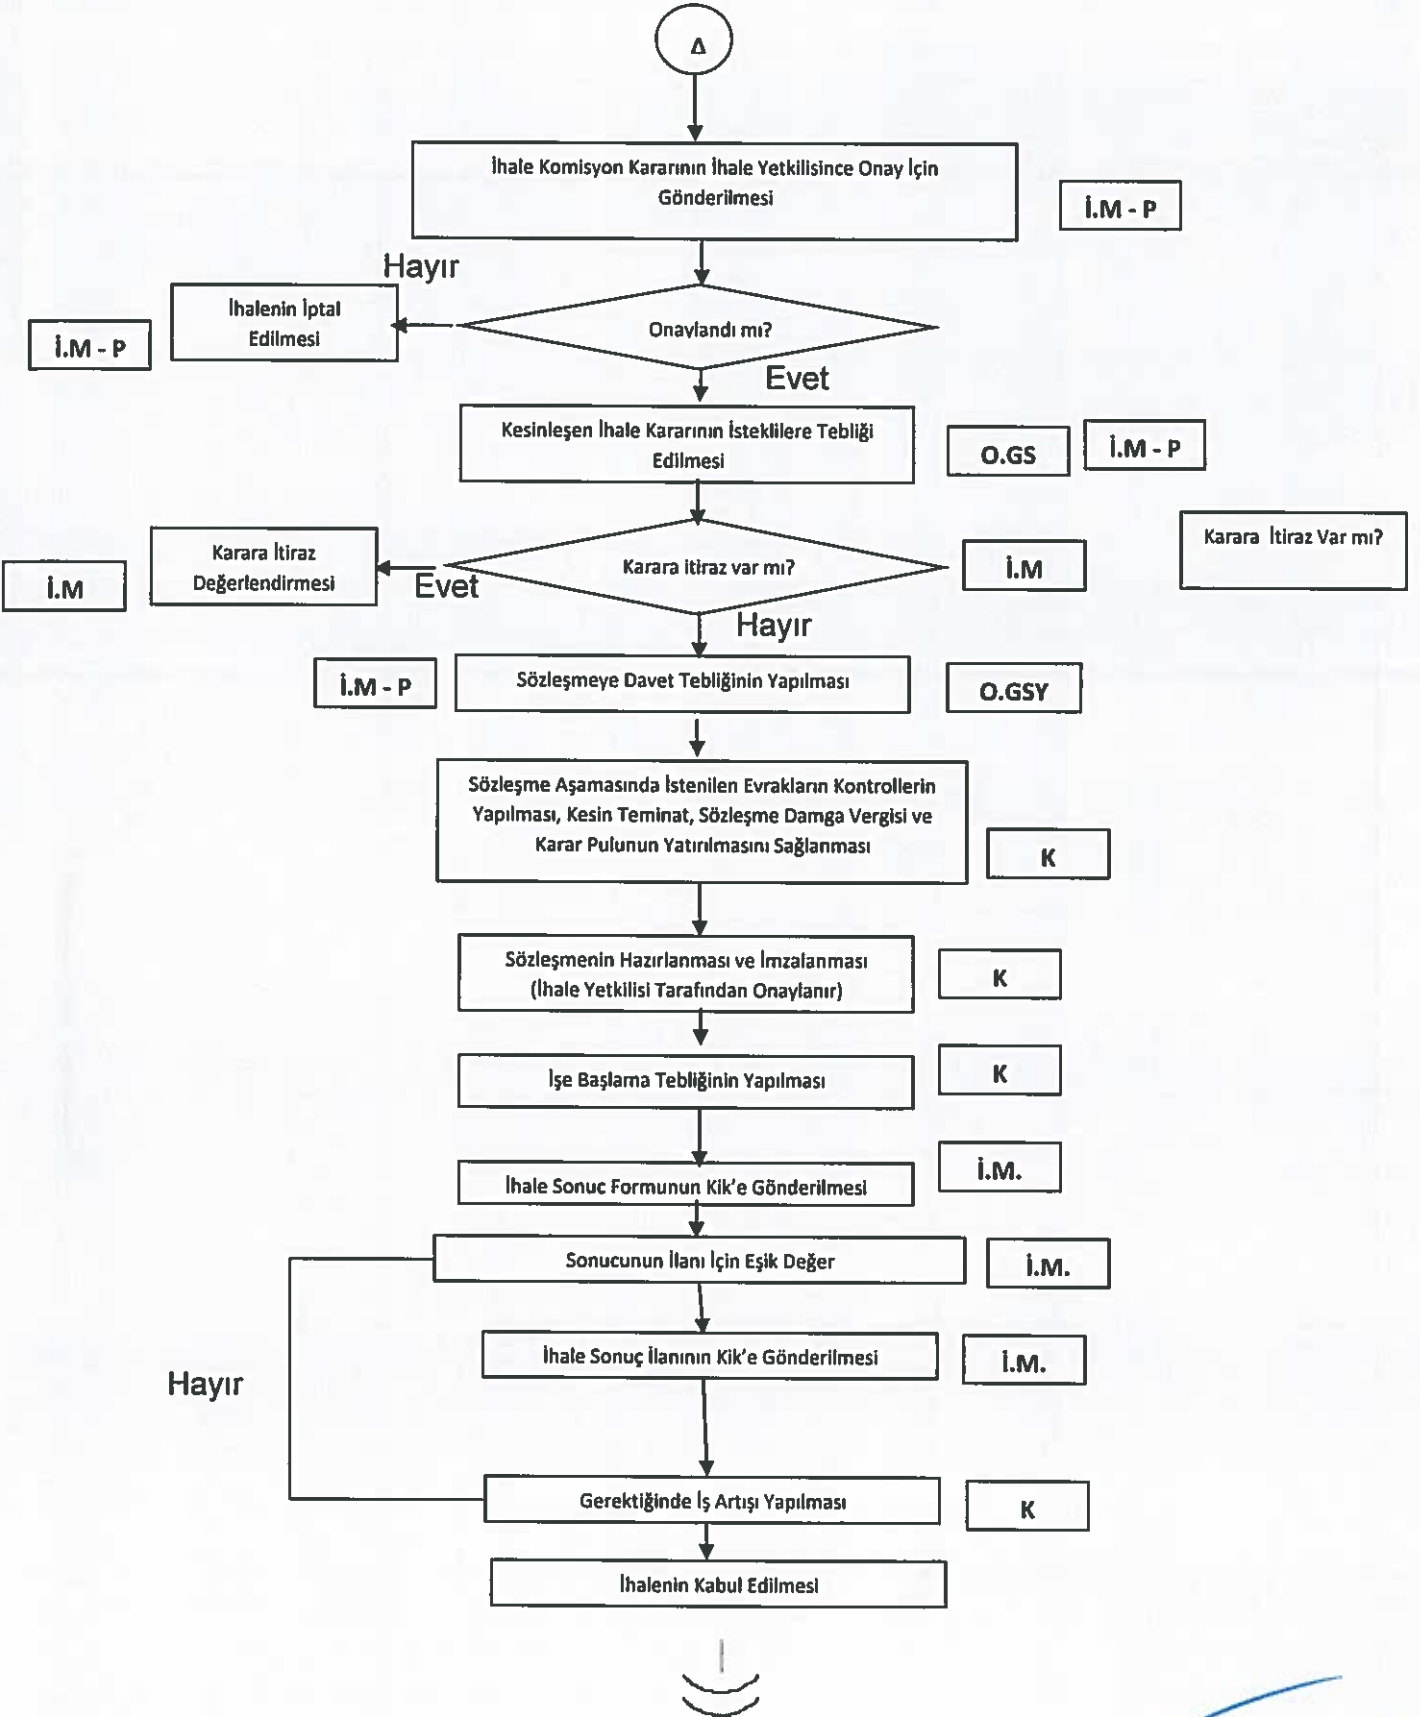 Δ
İhale Komisyon Kararının İhale Yetkilisince Onay İçin
Gönderilmesi
İ.M - P
Hayır
İhalenin İptal
Edilmesi
İ.M - P
Onaylandı mı?
Evet
Kesinleşen İhale Kararının İsteklilere Tebliği
Edilmesi
O.GS
İ.M - P
Karara İtiraz
Değerlendirmesi
İ.M
Evet
Karara itiraz var mı?
İ.M
Karara İtiraz Var mı?
Hayır
İ.M - P
Sözleşmeye Davet Tebliğinin Yapılması
O.GSY
Sözleşme Aşamasında İstenilen Evrakların Kontrollerin
Yapılması, Kesin Teminat, Sözleşme Damga Vergisi ve
Karar Pulunun Yatırılmasını Sağlanması
K
Sözleşmenin Hazırlanması ve İmzalanması
(İhale Yetkilisi Tarafından Onaylanır)
K
İşe Başlama Tebliğinin Yapılması
K
İhale Sonuc Formunun Kik'e Gönderilmesi
İ.M.
Sonucunun İlanı İçin Eşik Değer
İ.M.
İhale Sonuç İlanının Kik'e Gönderilmesi
İ.M.
Hayır
Gerektiğinde İş Artışı Yapılması
K
İhalenin Kabul Edilmesi